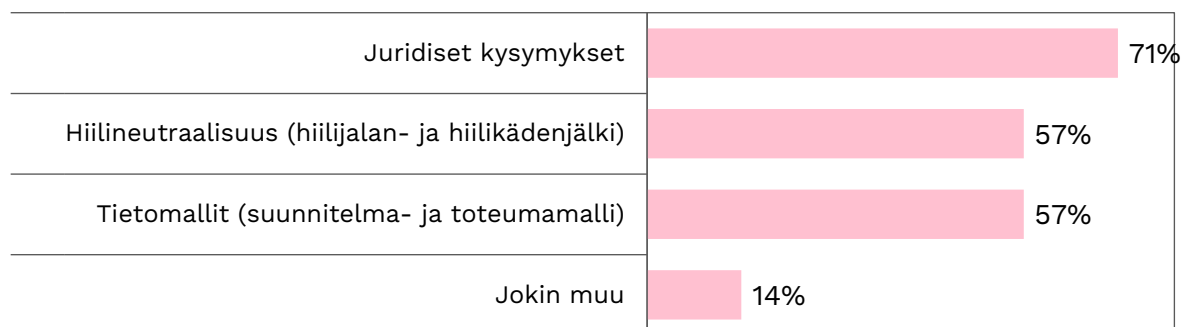 Juridiset kysymykset 71%
Hiilineutraalisuus (hiilijalan- ja hiilikädenjälki) 57%
Tietomallit (suunnitelma- ja toteumamalli) 57%
Jokin muu 14%